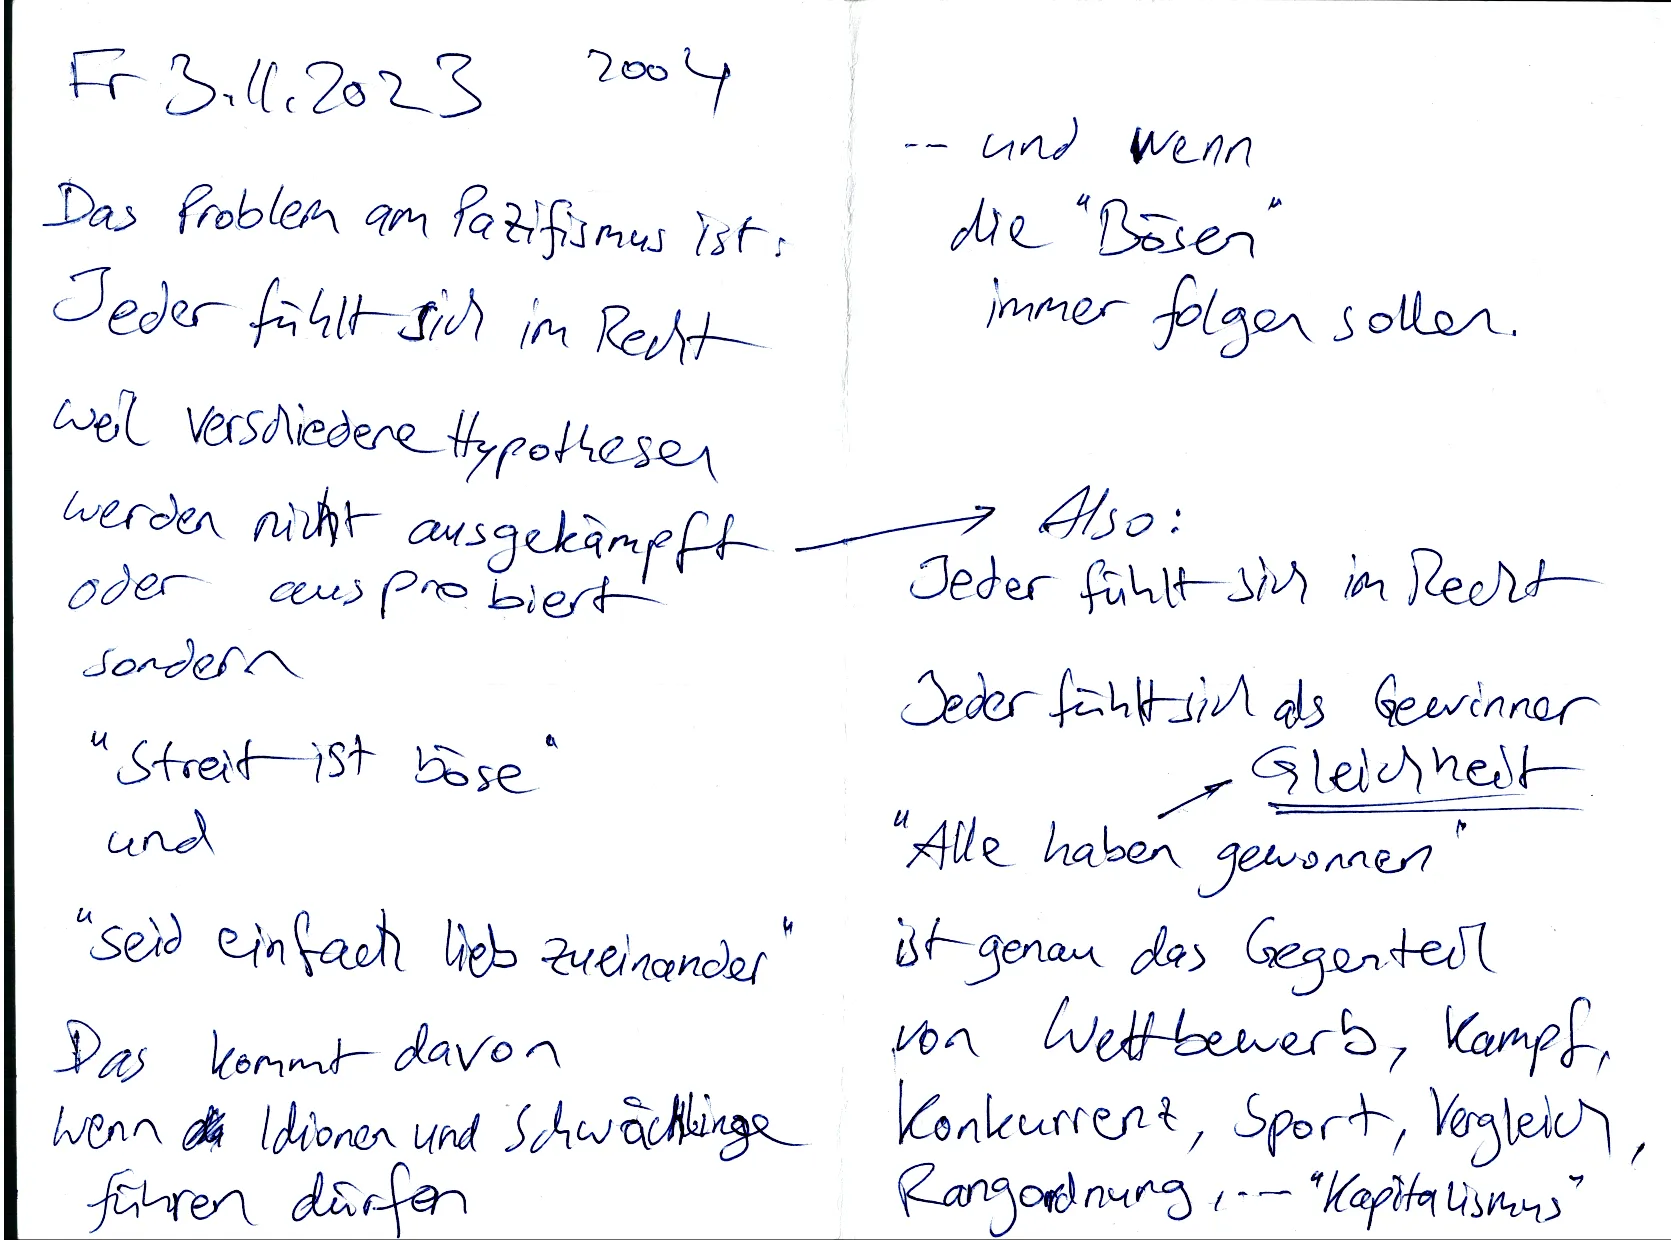 Fr 3.11.2023 2004
Das Problem am Pazifismus ist:
Jeder fühlt sich im Recht
weil verschiedene Hypothesen
werden nicht ausgekämpft
oder ausprobiert
sondern
"Streit ist böse"
und
"seid einfach lieb zueinander"
Das kommt davon
wenn Idionen und Schwächlinge
führen dürfen
-- und wenn
die "Bösen"
immer folgen sollen.
→ Also:
Jeder fühlt sich im Recht
Jeder fühlt sich als Gewinner
Gleichheit
"Alle haben gewonnen"
ist genau das Gegenteil
von Wettbewerb, Kampf,
Konkurrenz, Sport, Vergleich,
Rangordnung, -- "Kapitalismus"